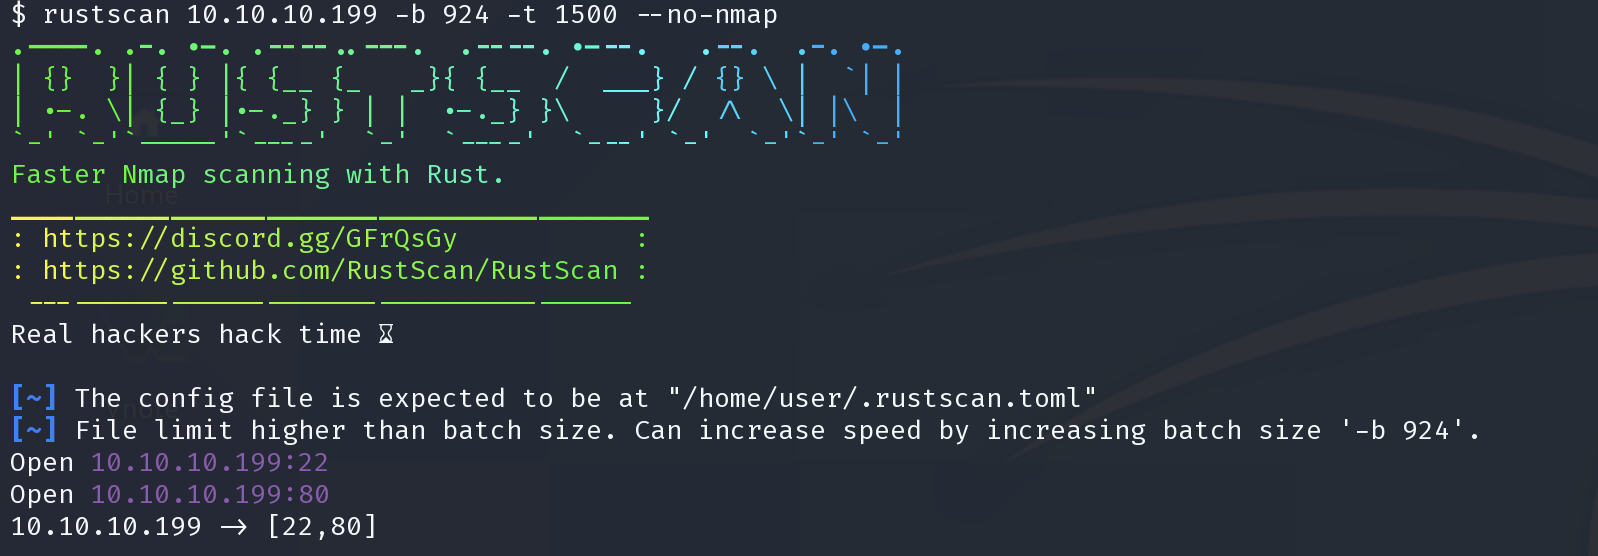 $ rustscan 10.10.10.199 -b 924 -t 1500 --no-nmap
.----. .-. .-. .----..---.  .----. .---.   .--.  .-. .-.
| {}  }| { } |{ {__ {_   _}{ {__  /  ___} / {} \ |  `| |
| .-. \| {_} |.-._} } | |  .-._} }\     }/  /\  \| |\  |
`-' `-'`-----'`----'  `-'  `----'  `---' `-'  `-'`-' `-'
Faster Nmap scanning with Rust.
: https://discord.gg/GFrQsGy           :
: https://github.com/RustScan/RustScan :
Real hackers hack time ⌛
[~] The config file is expected to be at "/home/user/.rustscan.toml"
[~] File limit higher than batch size. Can increase speed by increasing batch size '-b 924'.
Open 10.10.10.199:22
Open 10.10.10.199:80
10.10.10.199 -> [22,80]
Home